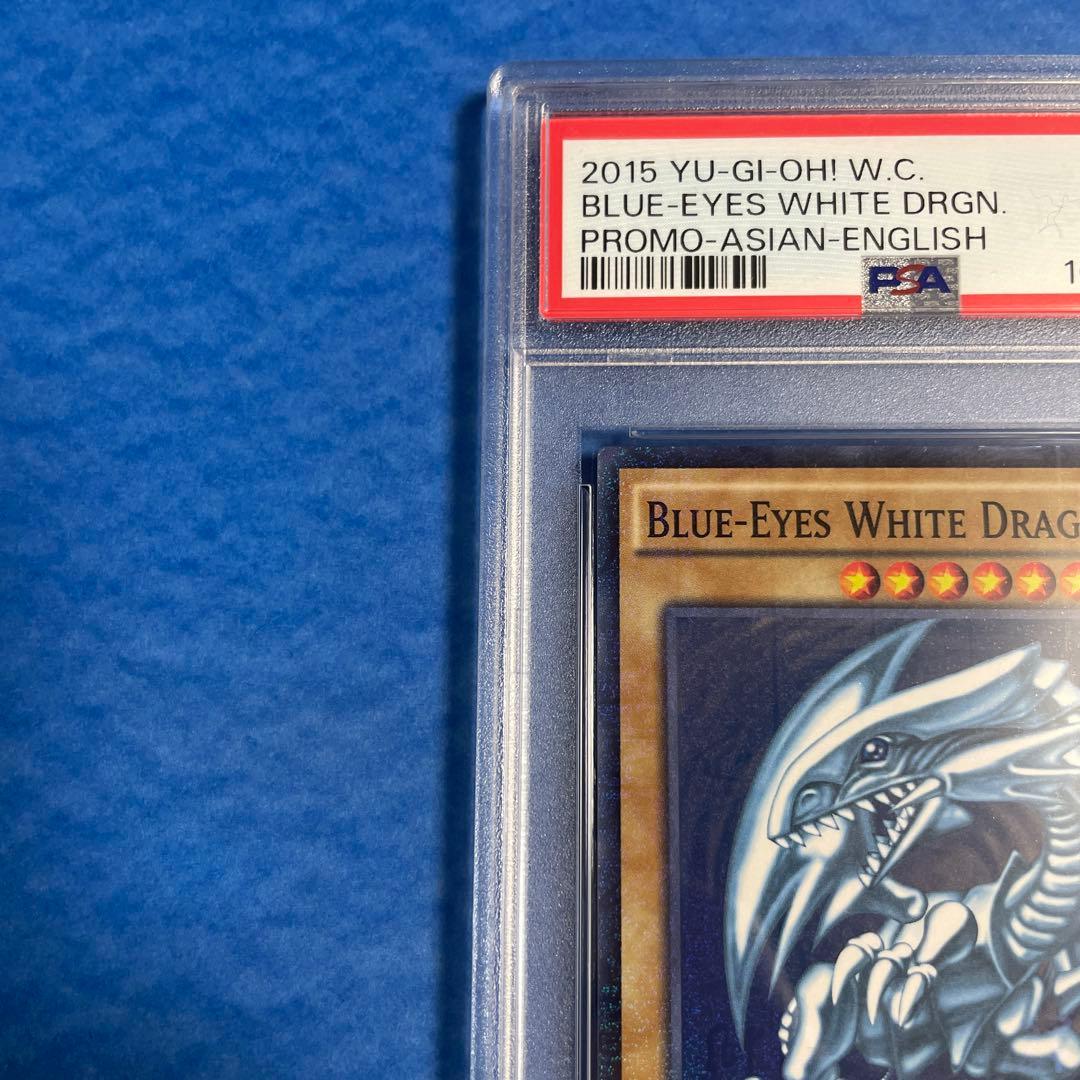 2015 YU-GI-OH! W.C.
BLUE-EYES WHITE DRGN.
PROMO-ASIAN-ENGLISH
PSA
BLUE-EYES WHITE DRAG